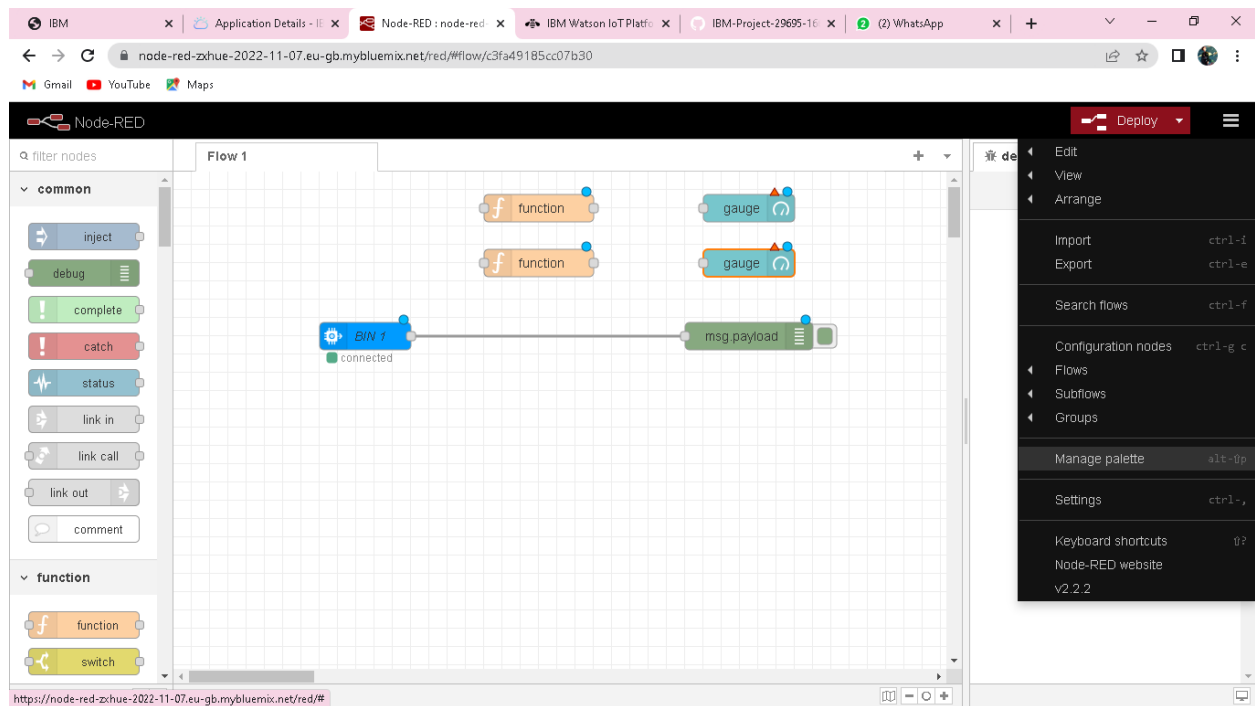 IBM
Application Details - IE
Node-RED : node-red-
IBM Watson IoT Platfo
IBM-Project-29695-16
(2) WhatsApp
node-red-zxhue-2022-11-07.eu-gb.mybluemix.net/red/#flow/c3fa49185cc07b30
Gmail YouTube Maps
Node-RED
Deploy
filter nodes
Flow 1
de
common
inject
debug
complete
catch
status
link in
link call
link out
comment
function
function
switch
function gauge
function gauge
BIN 1 msg.payload
connected
Edit
View
Arrange
Import ctrl-i
Export ctrl-e
Search flows ctrl-f
Configuration nodes ctrl-g c
Flows
Subflows
Groups
Manage palette alt-⇧p
Settings ctrl-,
Keyboard shortcuts ⇧?
Node-RED website
v2.2.2
https://node-red-zxhue-2022-11-07.eu-gb.mybluemix.net/red/#